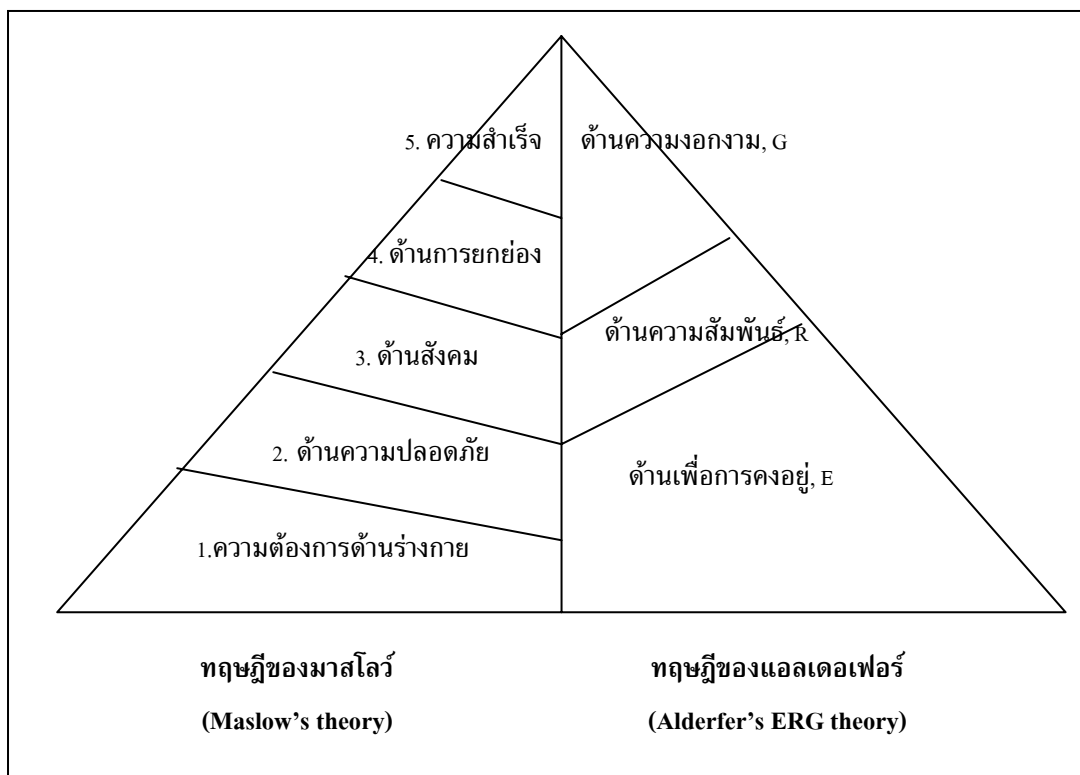 5. ความสำเร็จ
ด้านความงอกงาม, G
4. ด้านการยกย่อง
ด้านความสัมพันธ์, R
3. ด้านสังคม
2. ด้านความปลอดภัย
ด้านเพื่อการคงอยู่, E
1.ความต้องการด้านร่างกาย
ทฤษฎีของมาสโลว์
(Maslow's theory)
ทฤษฎีของแอลเดอเฟอร์
(Alderfer's ERG theory)